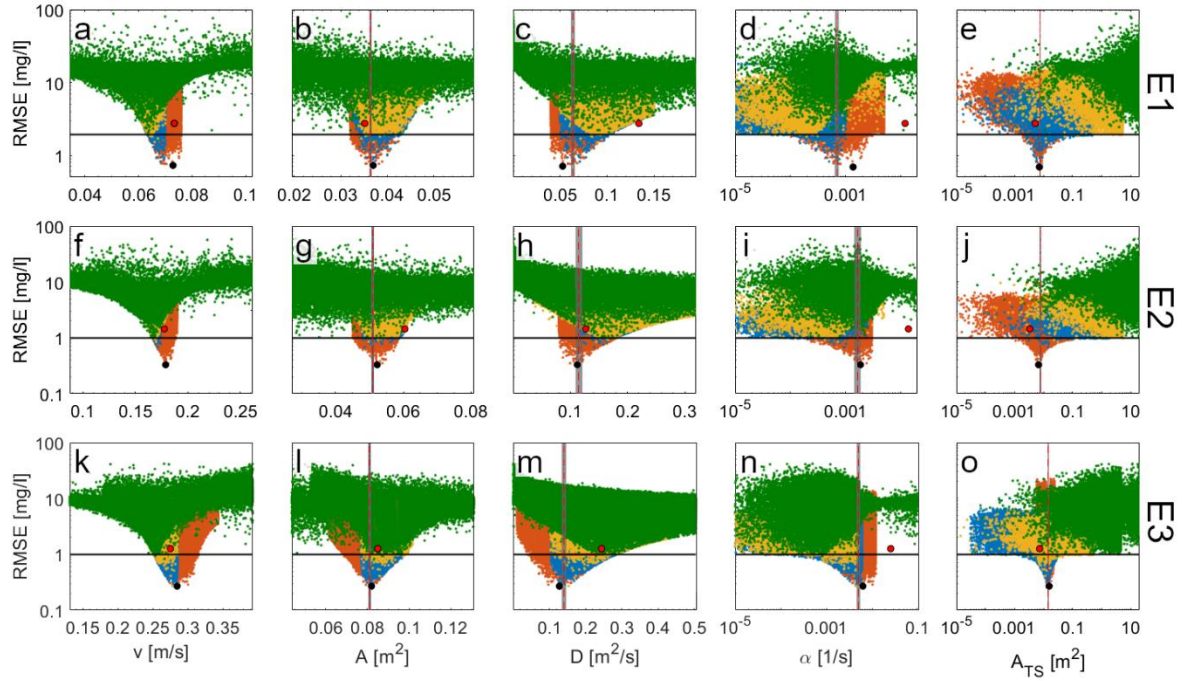 a b c d e E1
RMSE [mg/l]
100
10
1
0.04 0.06 0.08 0.1
0.02 0.03 0.04 0.05
0.05 0.1 0.15
10-5 0.001 0.1
10-5 0.001 0.1 10
f g h i j E2
RMSE [mg/l]
100
10
1
0.1
0.1 0.15 0.2 0.25
0.04 0.06 0.08
0.1 0.2 0.3
10-5 0.001 0.1
10-5 0.001 0.1 10
k l m n o E3
RMSE [mg/l]
100
10
1
0.1
0.15 0.2 0.25 0.3 0.35
0.06 0.08 0.1 0.12
0.1 0.2 0.3 0.4 0.5
10-5 0.001 0.1
10-5 0.001 0.1 10
v [m/s]
A [m2]
D [m2/s]
α [1/s]
ATS [m2]